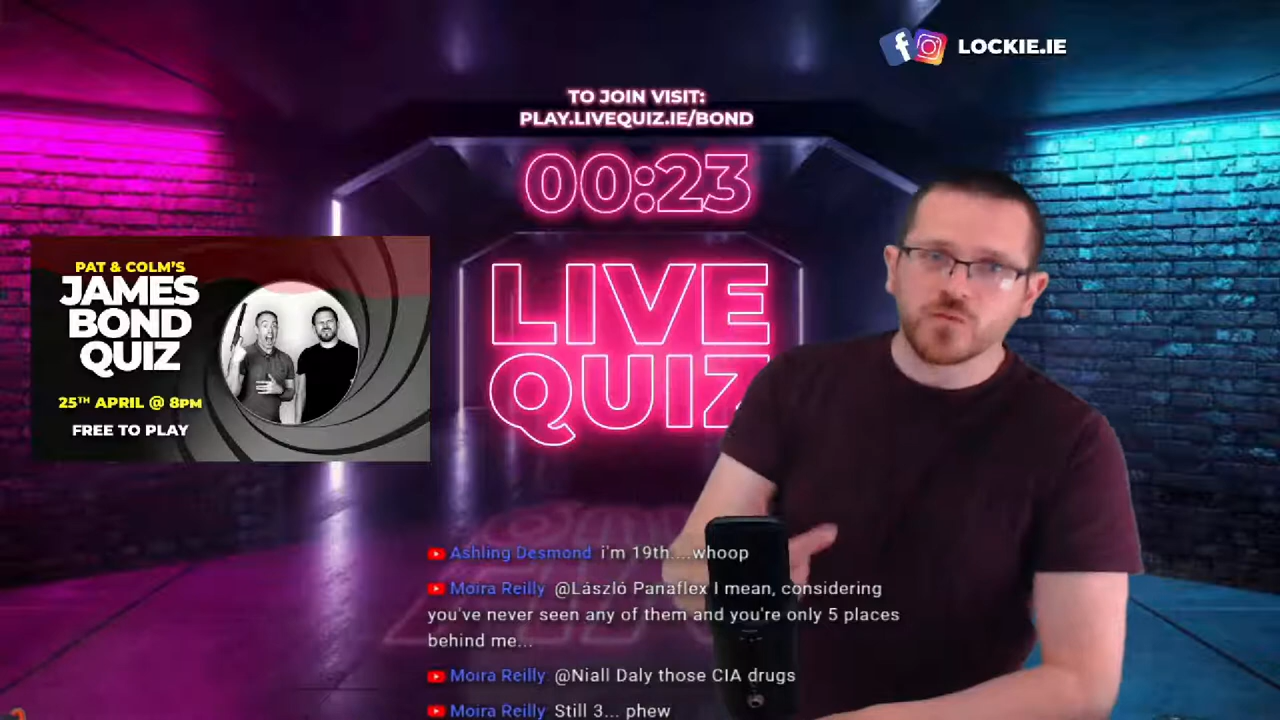 LOCKIE.IE
TO JOIN VISIT:
PLAY.LIVEQUIZ.IE/BOND
00:23
LIVE
QUIZ
PAT & COLM'S
JAMES
BOND
QUIZ
25TH APRIL @ 8PM
FREE TO PLAY
Ashling Desmond i'm 19th....whoop
Moira Reilly @László Panaflex I mean, considering
you've never seen any of them and you're only 5 places
behind me...
Moira Reilly @Niall Daly those CIA drugs
Moira Reilly Still 3... phew